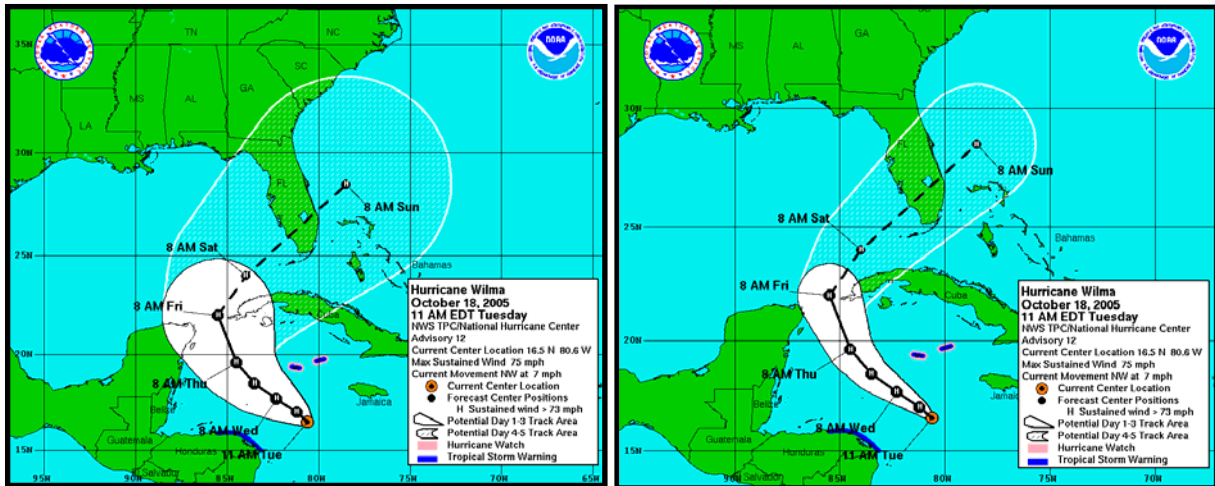 TN
NC
35N
SC
MS
AL
GA
LA
30N
FL
8 AM Sun
8 AM Sat
25N
Bahamas
8 AM Fri
Cuba
20N
8 AM Thu
Jamaica
Belize
8 AM Wed
15N
Guatemala
Honduras
11 AM Tue
El Salvador
95N
90W
85W
80W
75W
70W
65W
NOAA
Hurricane Wilma
October 18, 2005
11 AM EDT Tuesday
NWS TPC/National Hurricane Center
Advisory 12
Current Center Location 16.5 N 80.6 W
Max Sustained Wind 75 mph
Current Movement NW at 7 mph
Current Center Location
Forecast Center Positions
H Sustained wind > 73 mph
Potential Day 1-3 Track Area
Potential Day 4-5 Track Area
Hurricane Watch
Tropical Storm Warning
MS
AL
GA
30N
FL
8 AM Sun
8 AM Sat
25N
Bahamas
8 AM Fri
Cuba
20N
8 AM Thu
Jamaica
Belize
8 AM Wed
15N
Guatemala
Honduras
11 AM Tue
El Salvador
90W
85W
80W
75W
70W
NOAA
Hurricane Wilma
October 18, 2005
11 AM EDT Tuesday
NWS TPC/National Hurricane Center
Advisory 12
Current Center Location 16.5 N 80.6 W
Max Sustained Wind 75 mph
Current Movement NW at 7 mph
Current Center Location
Forecast Center Positions
H Sustained wind > 73 mph
Potential Day 1-3 Track Area
Potential Day 4-5 Track Area
Hurricane Watch
Tropical Storm Warning